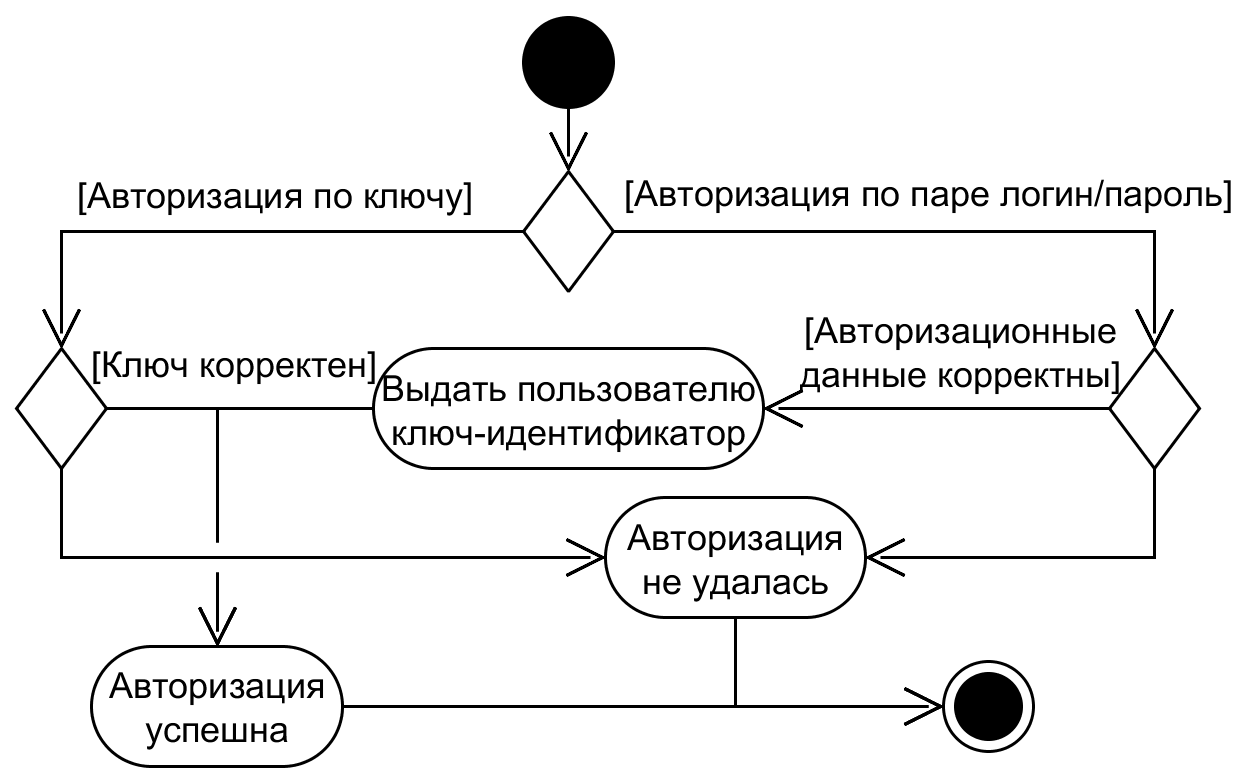 [Авторизация по ключу]
[Авторизация по паре логин/пароль]
[Ключ корректен]
Выдать пользователю
ключ-идентификатор
[Авторизационные
данные корректны]
Авторизация
не удалась
Авторизация
успешна